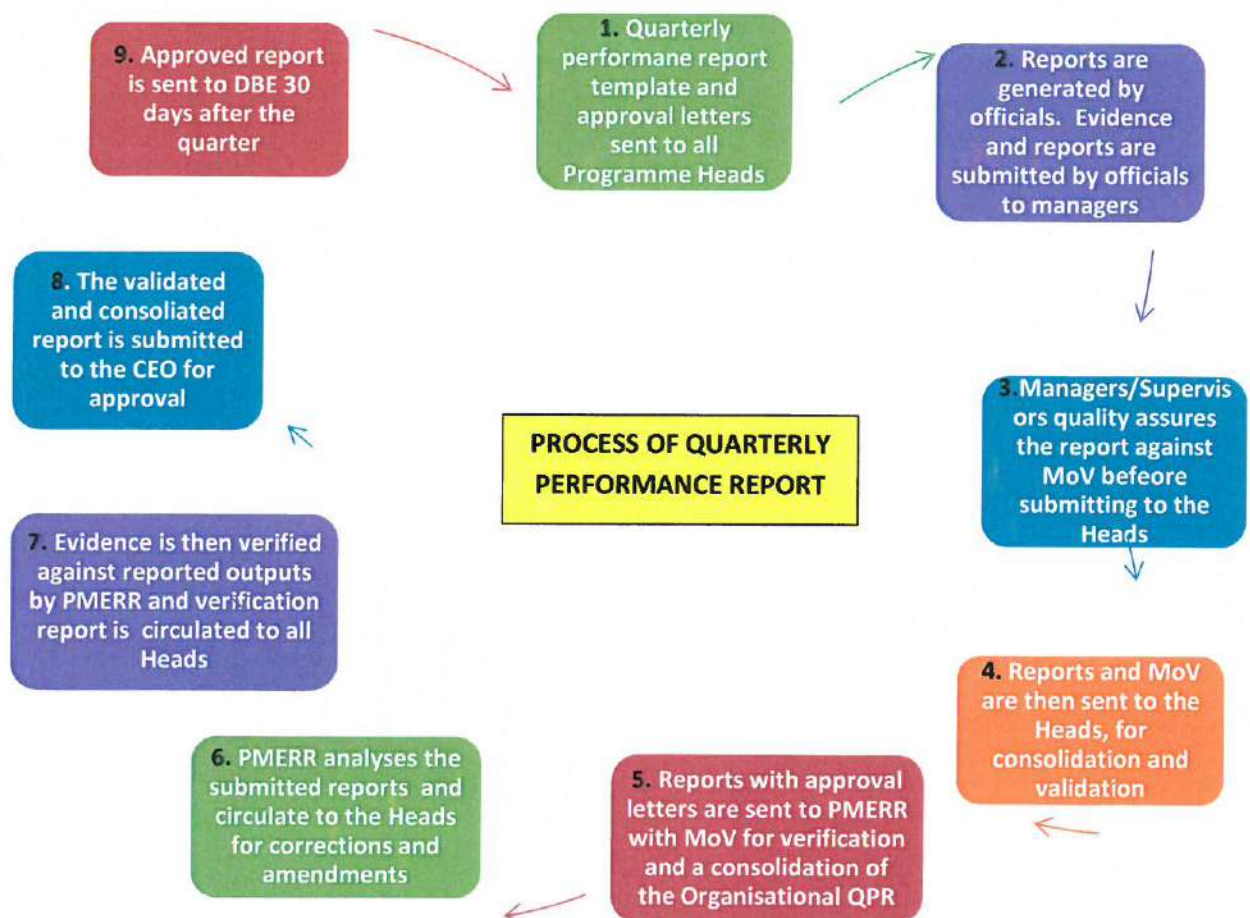 1. Quarterly
performane report
template and
approval letters
sent to all
Programme Heads
2. Reports are
generated by
officials. Evidence
and reports are
submitted by officials
to managers
3.Managers/Supervis
ors quality assures
the report against
MoV befeore
submitting to the
Heads
4. Reports and MoV
are then sent to the
Heads, for
consolidation and
validation
5. Reports with approval
letters are sent to PMERR
with MoV for verification
and a consolidation of
the Organisational QPR
6. PMERR analyses the
submitted reports and
circulate to the Heads
for corrections and
amendments
7. Evidence is then verified
against reported outputs
by PMERR and verification
report is circulated to all
Heads
8. The validated
and consoliated
report is submitted
to the CEO for
approval
9. Approved report
is sent to DBE 30
days after the
quarter
PROCESS OF QUARTERLY
PERFORMANCE REPORT